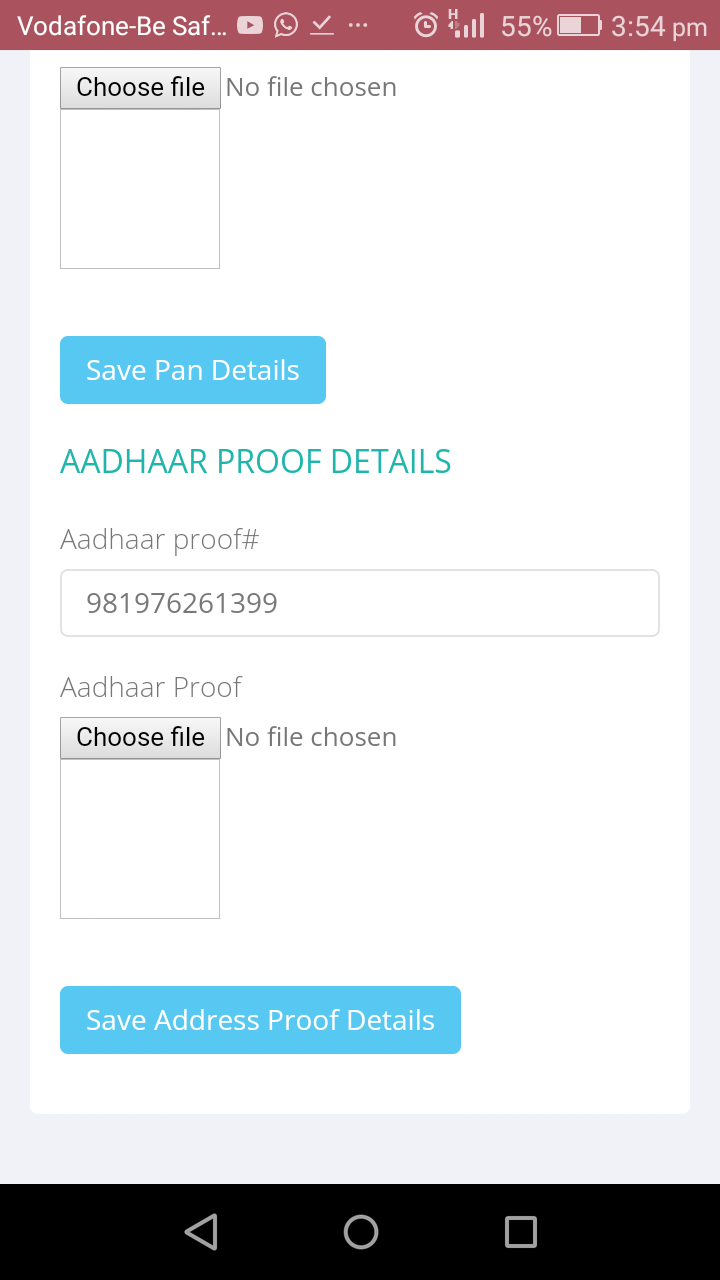 Vodafone-Be Saf... ... H 55% 3:54 pm
Choose file No file chosen
Save Pan Details
AADHAAR PROOF DETAILS
Aadhaar proof#
981976261399
Aadhaar Proof
Choose file No file chosen
Save Address Proof Details